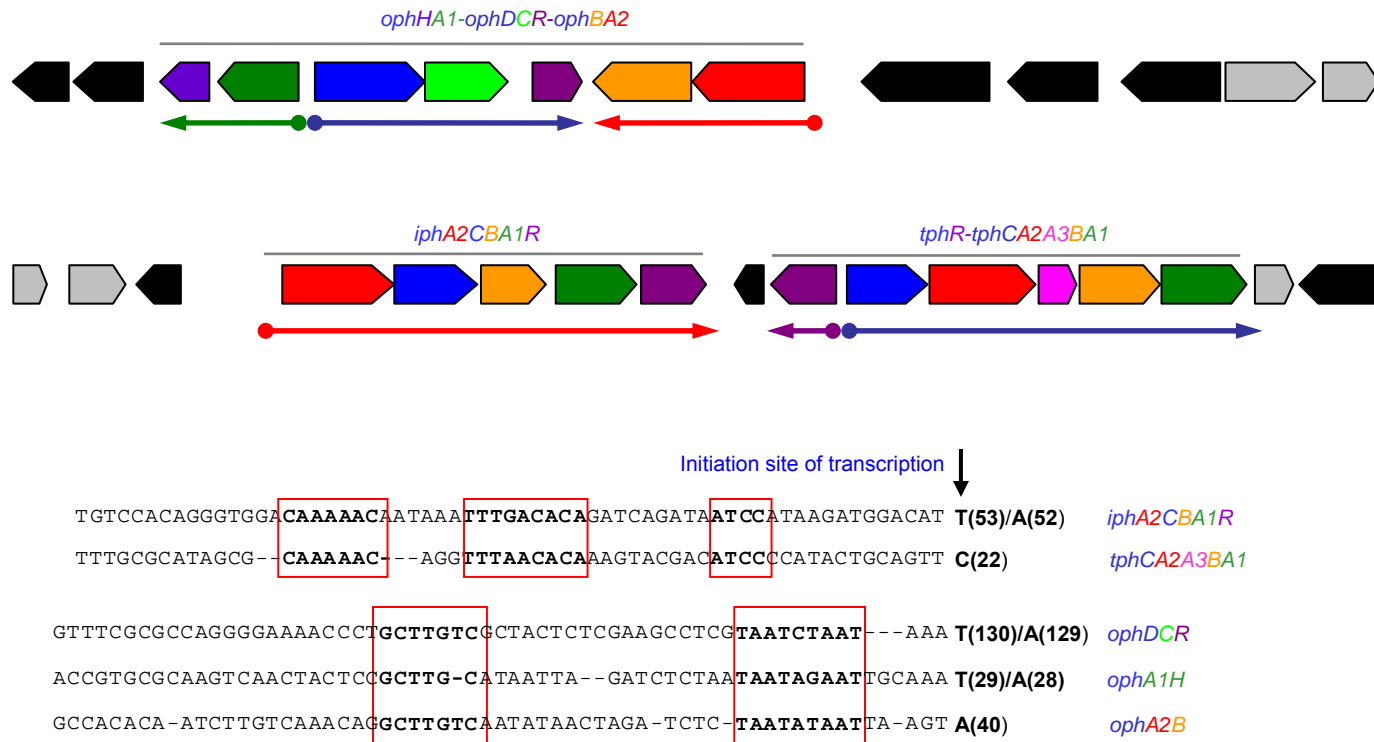 ophHA1-ophDCR-ophBA2
iphA2CBA1R
tphR-tphCA2A3BA1
Initiation site of transcription
TGTCCACAGGGTGGACAAAAACAATAAATTTGACACAGATCAGATAATCCATAAGATGGACAT T(53)/A(52) iphA2CBA1R
TTTGCGCATAGCG--CAAAAAC---AGGTTTAACACAAAGTACGACATCCCCATACTGCAGTT C(22) tphCA2A3BA1
GTTTCGCGCCAGGGGAAAACCCTGCTTGTCGCTACTCTCGAAGCCTCGTAATCTAAT---AAA T(130)/A(129) ophDCR
ACCGTGCGCAAGTCAACTACTCCGCTTG-CATAATTA--GATCTCTAATAATAGAATTGCAAA T(29)/A(28) ophA1H
GCCACACA-ATCTTGTCAAACAGGCTTGTCAATATAACTAGA-TCTC-TAATATAATTA-AGT A(40) ophA2B